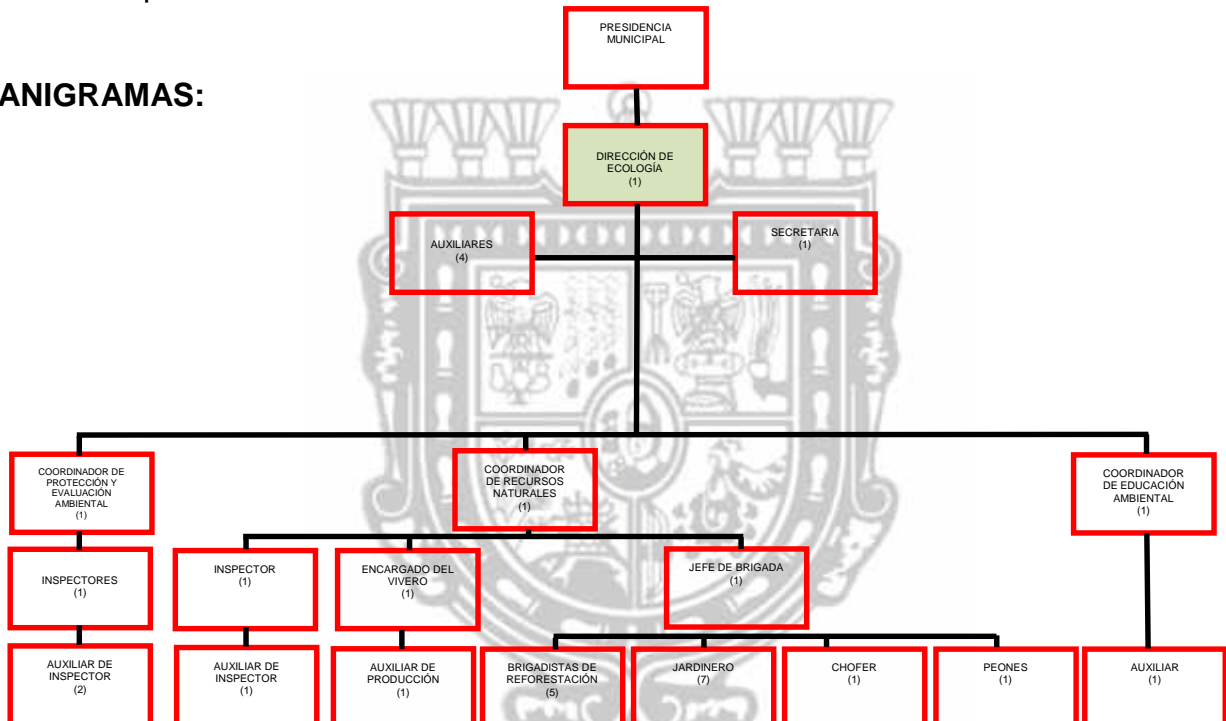 PRESIDENCIA
MUNICIPAL
ANIGRAMAS:
DIRECCIÓN DE
ECOLOGÍA
(1)
AUXILIARES
(4)
SECRETARIA
(1)
COORDINADOR DE
PROTECCIÓN Y
EVALUACIÓN
AMBIENTAL
(1)
COORDINADOR
DE RECURSOS
NATURALES
(1)
COORDINADOR
DE EDUCACIÓN
AMBIENTAL
(1)
INSPECTORES
(1)
INSPECTOR
(1)
ENCARGADO DEL
VIVERO
(1)
JEFE DE BRIGADA
(1)
AUXILIAR DE
INSPECTOR
(2)
AUXILIAR DE
INSPECTOR
(1)
AUXILIAR DE
PRODUCCIÓN
(1)
BRIGADISTAS DE
REFORESTACIÓN
(5)
JARDINERO
(7)
CHOFER
(1)
PEONES
(1)
AUXILIAR
(1)